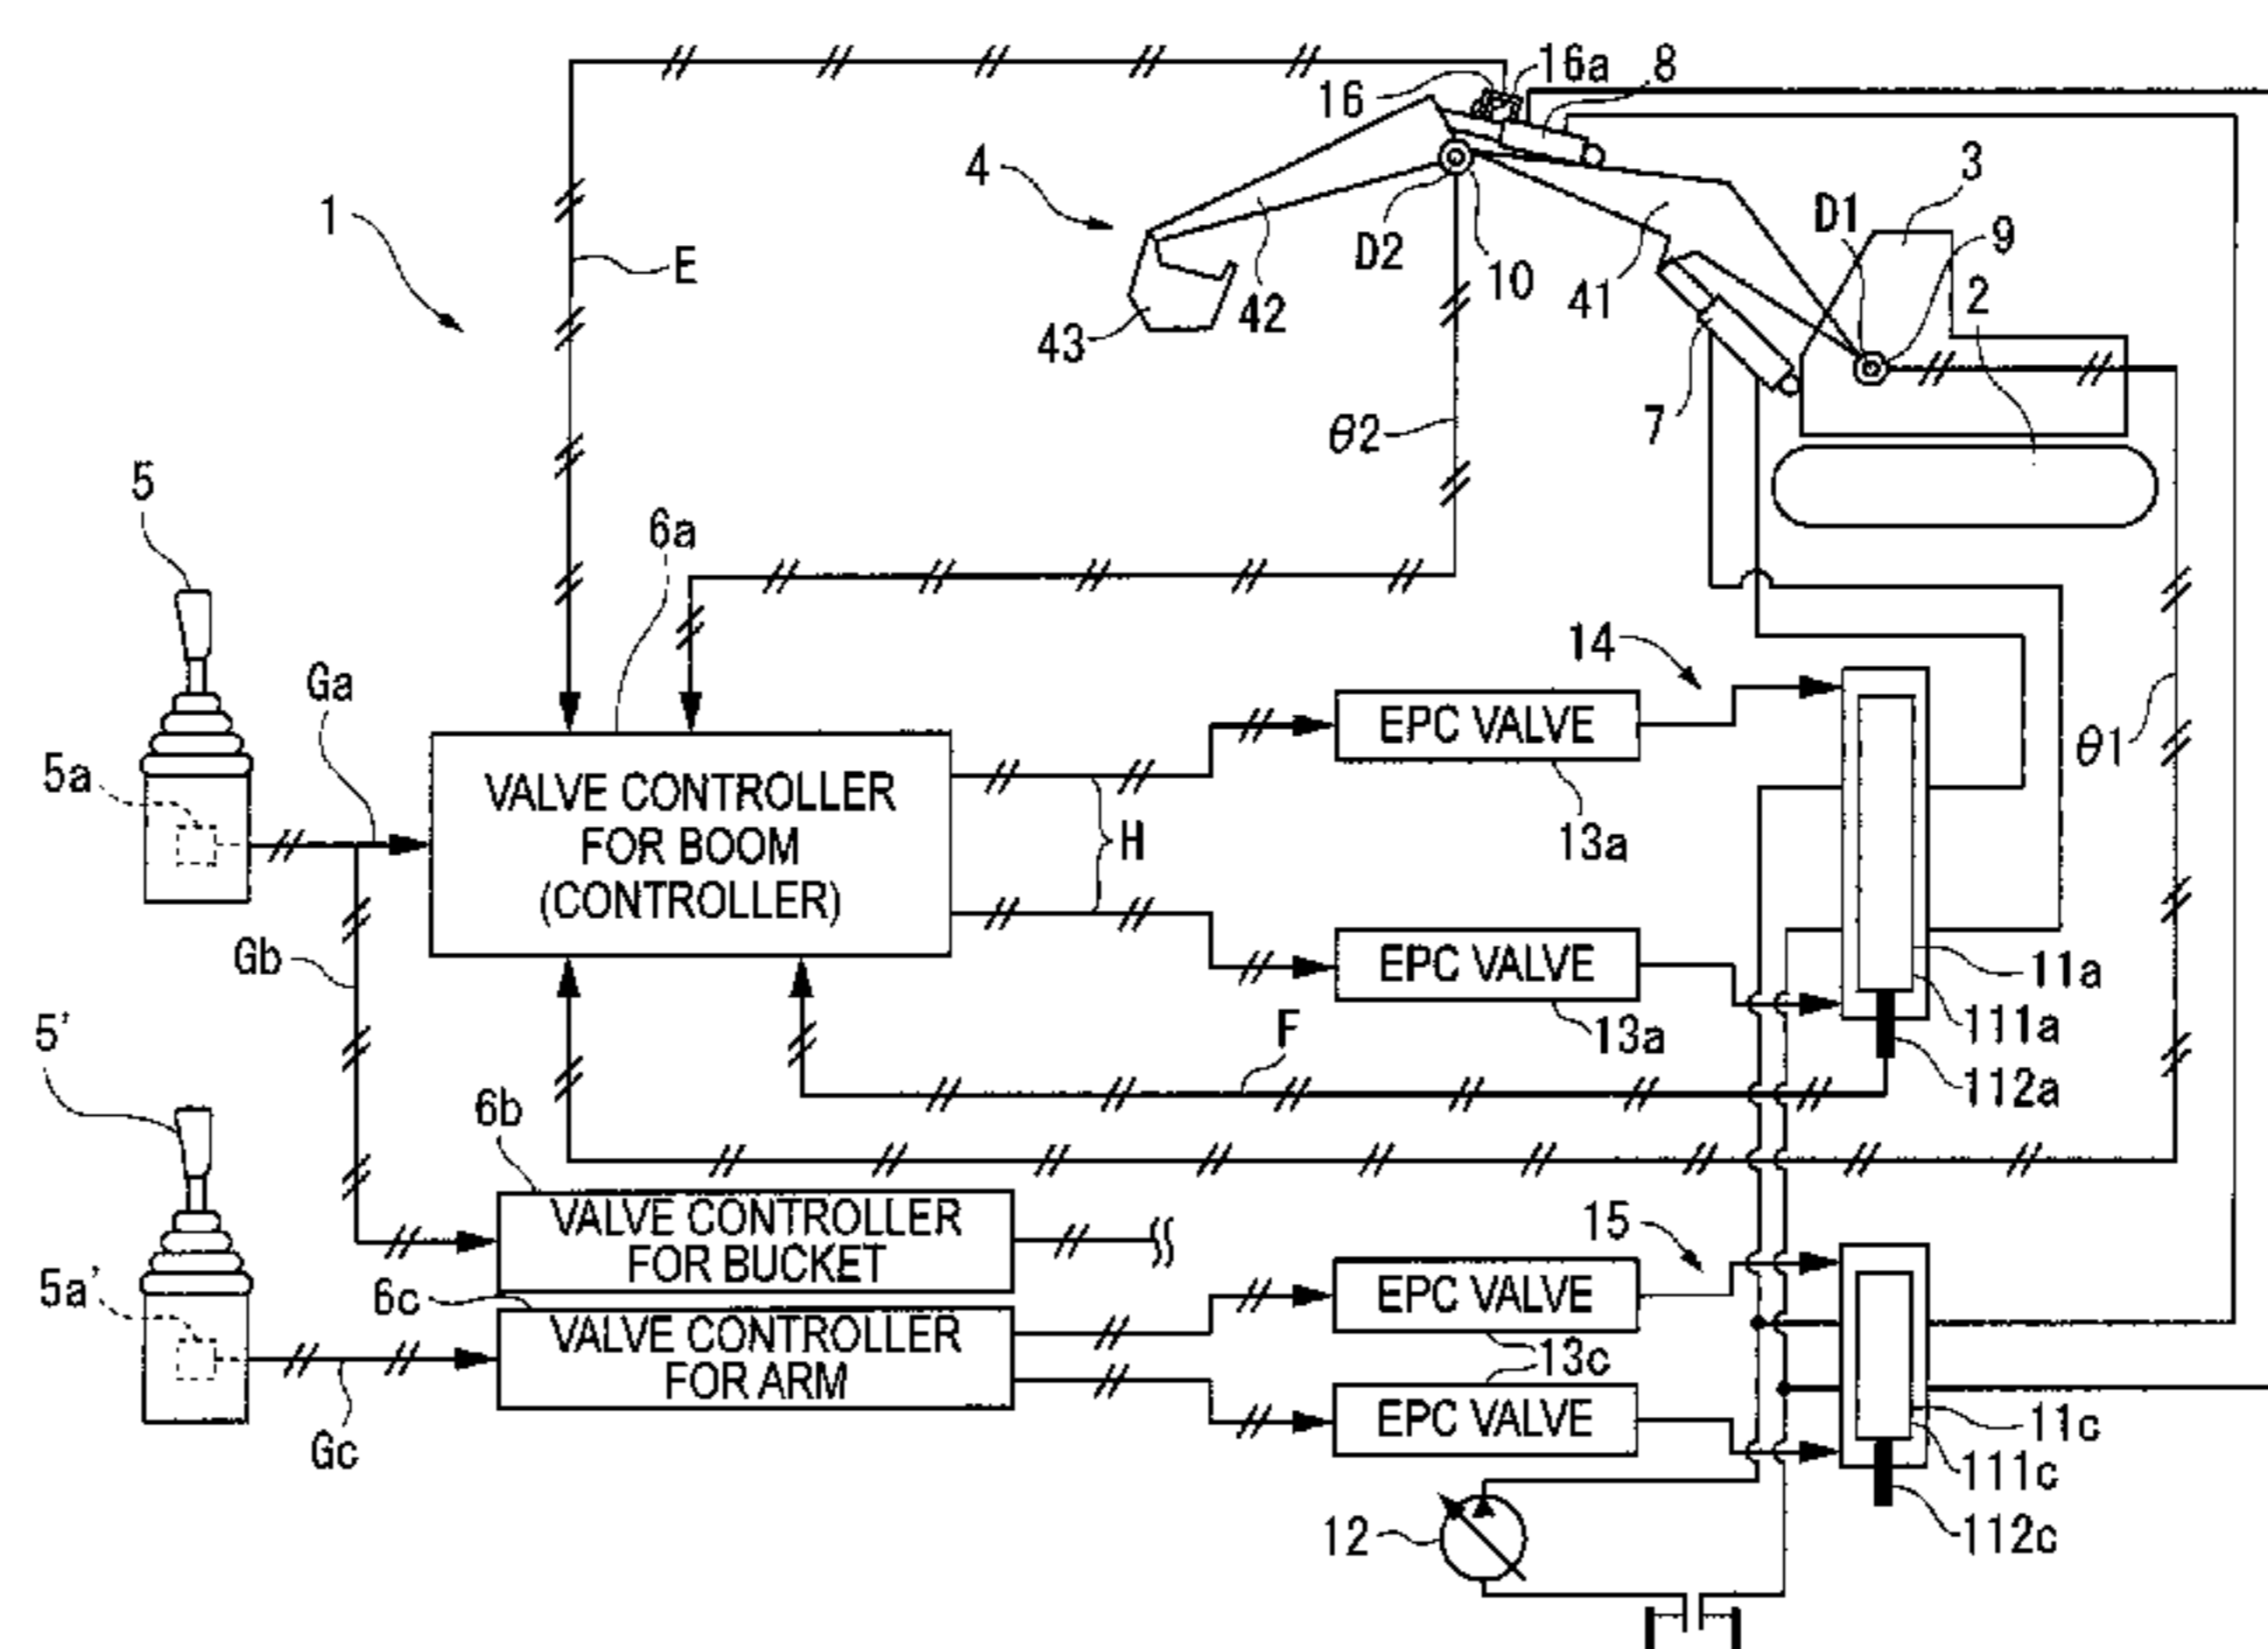 16
16a
8
4
3
1
D1
9
E
D2
10
2
42
41
43
7
θ2
5
6a
14
Ga
EPC VALVE
θ1
5a
VALVE CONTROLLER
FOR BOOM
(CONTROLLER)
H
13a
Gb
EPC VALVE
11a
5'
F
13a
111a
112a
6b
VALVE CONTROLLER
FOR BUCKET
15
5a'
6c
EPC VALVE
VALVE CONTROLLER
FOR ARM
13c
EPC VALVE
11c
Gc
111c
12
112c